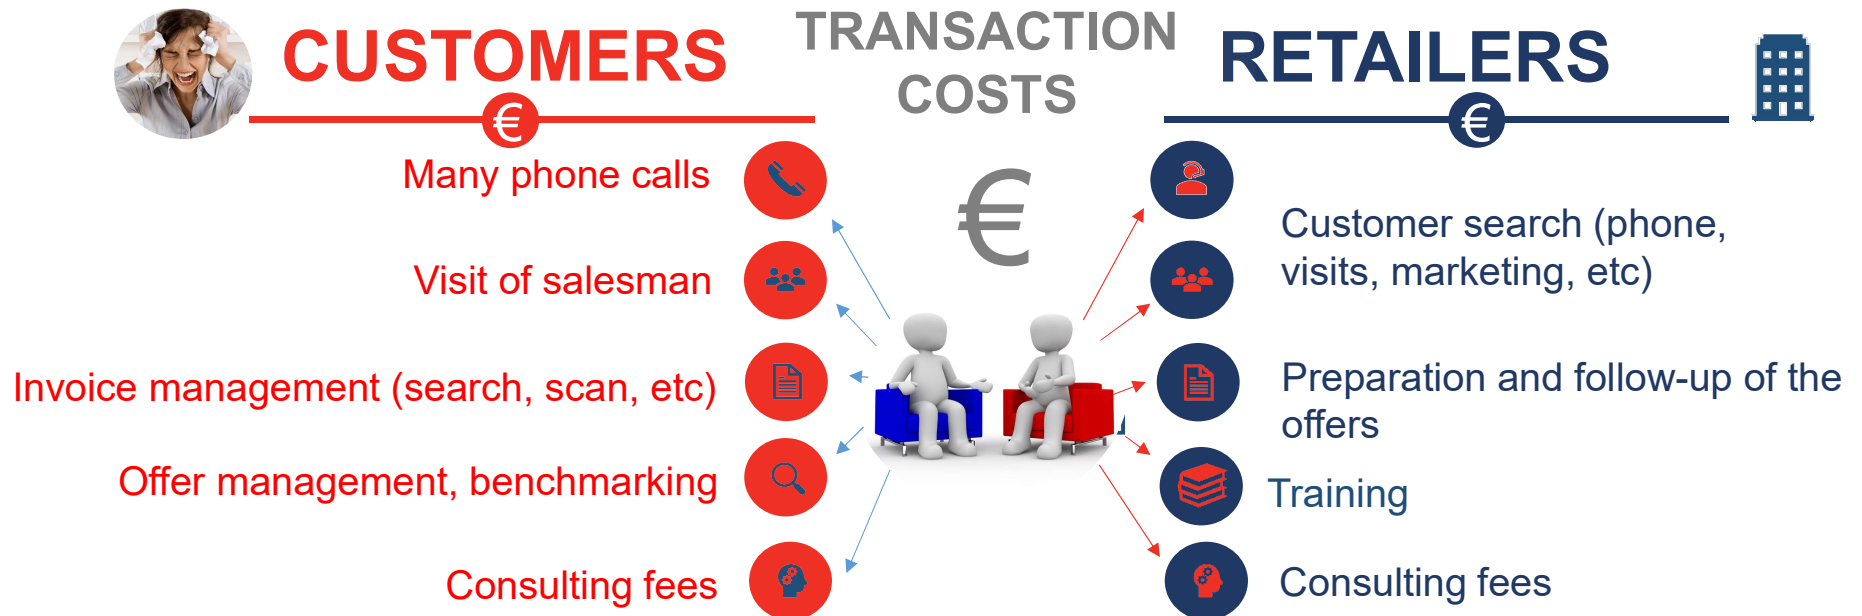 CUSTOMERS
€
Many phone calls
Visit of salesman
Invoice management (search, scan, etc)
Offer management, benchmarking
Consulting fees
TRANSACTION
COSTS
€
RETAILERS
€
Customer search (phone,
visits, marketing, etc)
Preparation and follow-up of the
offers
Training
Consulting fees